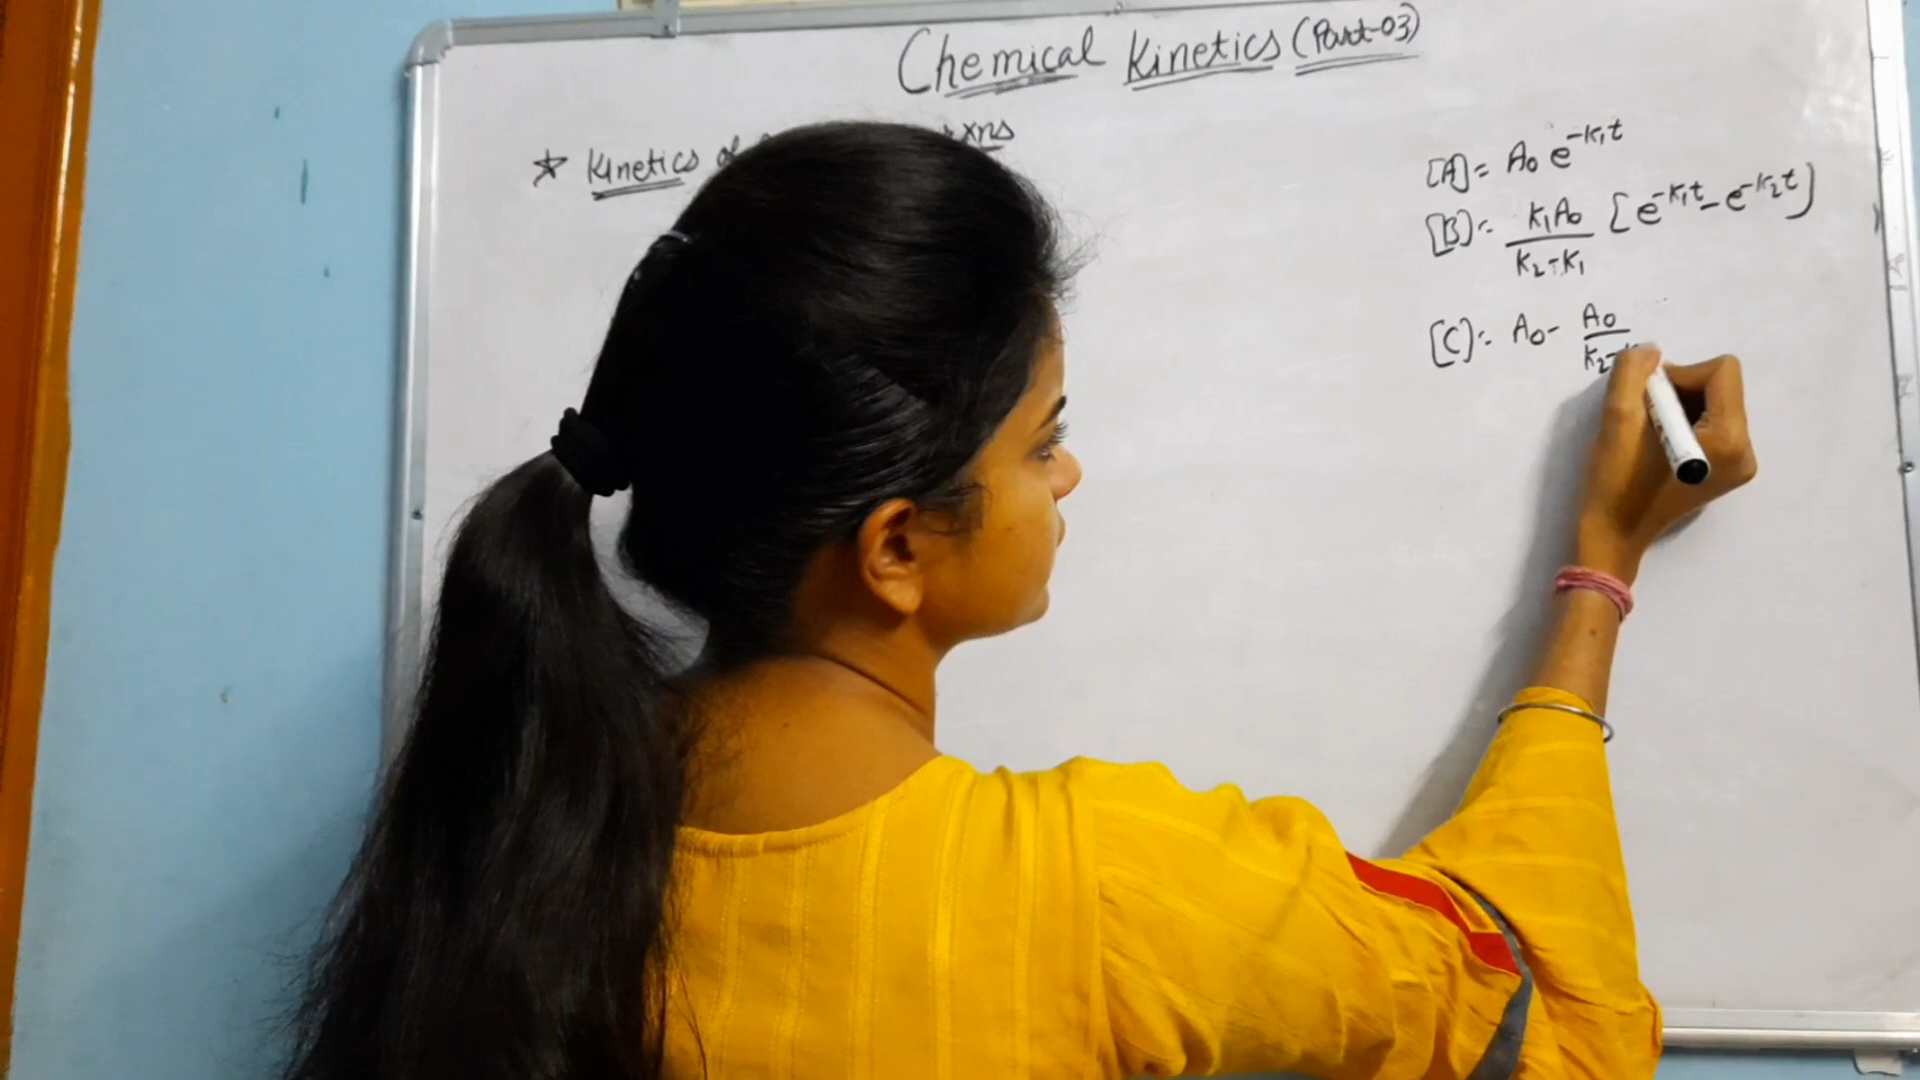 Chemical Kinetics (Part-03)
★ Kinetics of rxns
[A] = A₀ e^-k₁t
[B] = k₁A₀ / k₂-k₁ [e^-k₁t - e^-k₂t]
[C] = A₀ - A₀ / k₂-